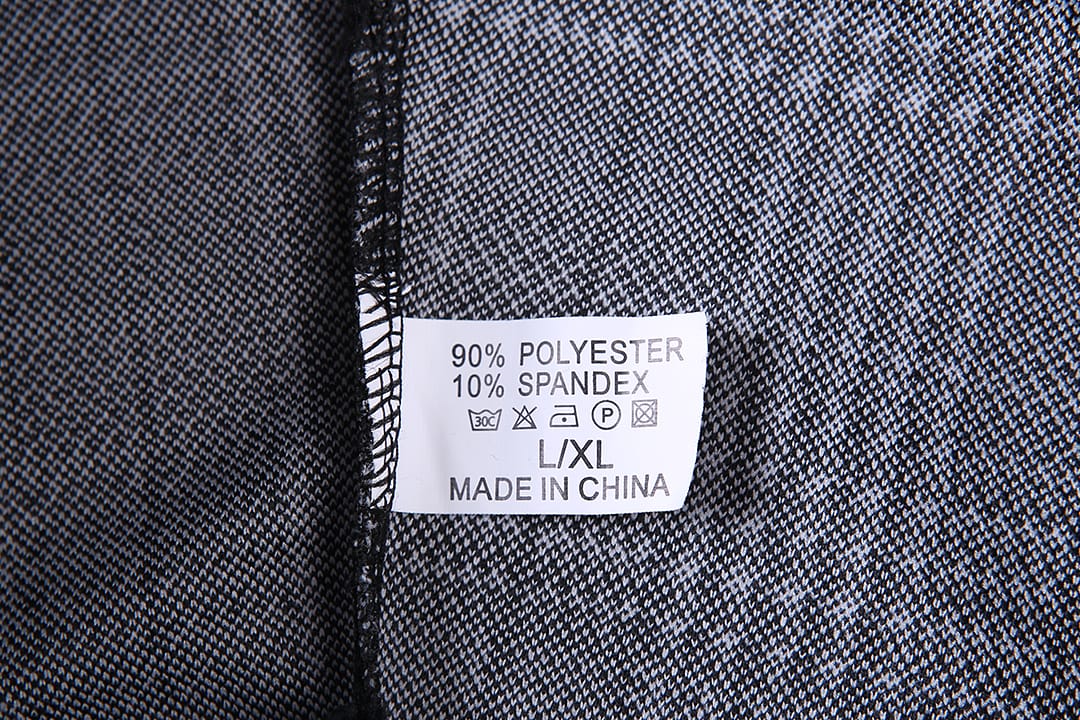 90% POLYESTER
10% SPANDEX
30C P
L/XL
MADE IN CHINA